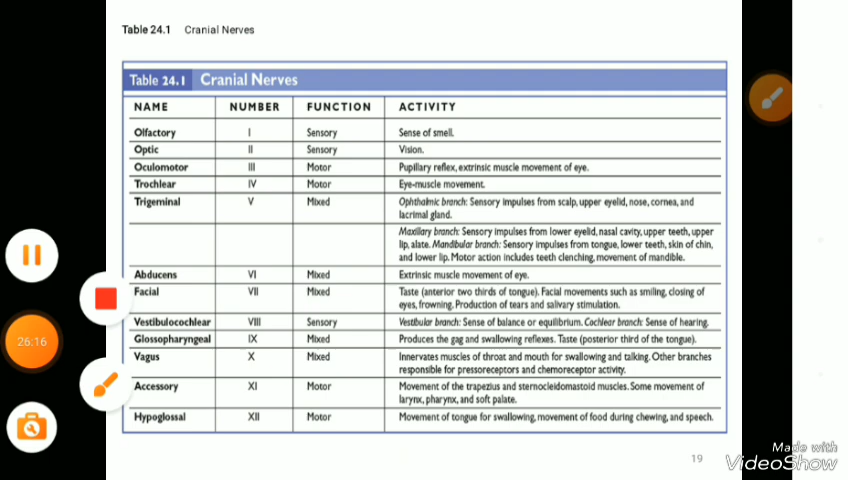 Table 24.1 Cranial Nerves
Table 24.1 Cranial Nerves
NAME NUMBER FUNCTION ACTIVITY
Olfactory I Sensory Sense of smell.
Optic II Sensory Vision.
Oculomotor III Motor Pupillary reflex, extrinsic muscle movement of eye.
Trochlear IV Motor Eye-muscle movement.
Trigeminal V Mixed Ophthalmic branch: Sensory impulses from scalp, upper eyelid, nose, cornea, and
lacrimal gland.
Maxillary branch: Sensory impulses from lower eyelid, nasal cavity, upper teeth, upper
lip, alate. Mandibular branch: Sensory impulses from tongue, lower teeth, skin of chin,
and lower lip. Motor action includes teeth clenching, movement of mandible.
Abducens VI Mixed Extrinsic muscle movement of eye.
Facial VII Mixed Taste (anterior two thirds of tongue). Facial movements such as smiling, closing of
eyes, frowning. Production of tears and salivary stimulation.
Vestibulocochlear VIII Sensory Vestibular branch: Sense of balance or equilibrium. Cochlear branch: Sense of hearing.
Glossopharyngeal IX Mixed Produces the gag and swallowing reflexes. Taste (posterior third of the tongue).
Vagus X Mixed Innervates muscles of throat and mouth for swallowing and talking. Other branches
responsible for pressoreceptors and chemoreceptor activity.
Accessory XI Motor Movement of the trapezius and sternocleidomastoid muscles. Some movement of
larynx, pharynx, and soft palate.
Hypoglossal XII Motor Movement of tongue for swallowing, movement of food during chewing, and speech.
26:16
19
Made with
VideoShow